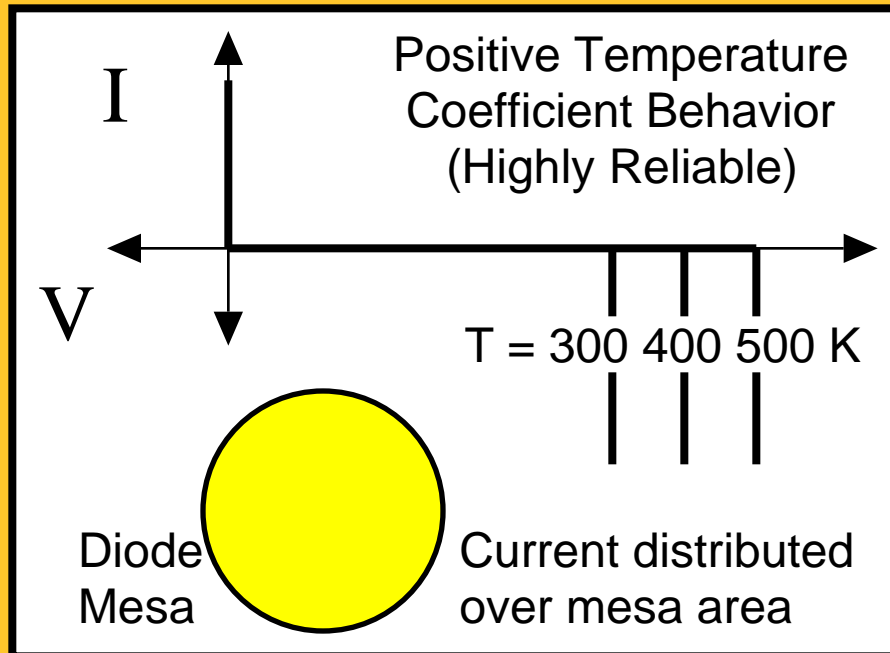 I
Positive Temperature
Coefficient Behavior
(Highly Reliable)
V
T = 300 400 500 K
Diode
Mesa
Current distributed
over mesa area